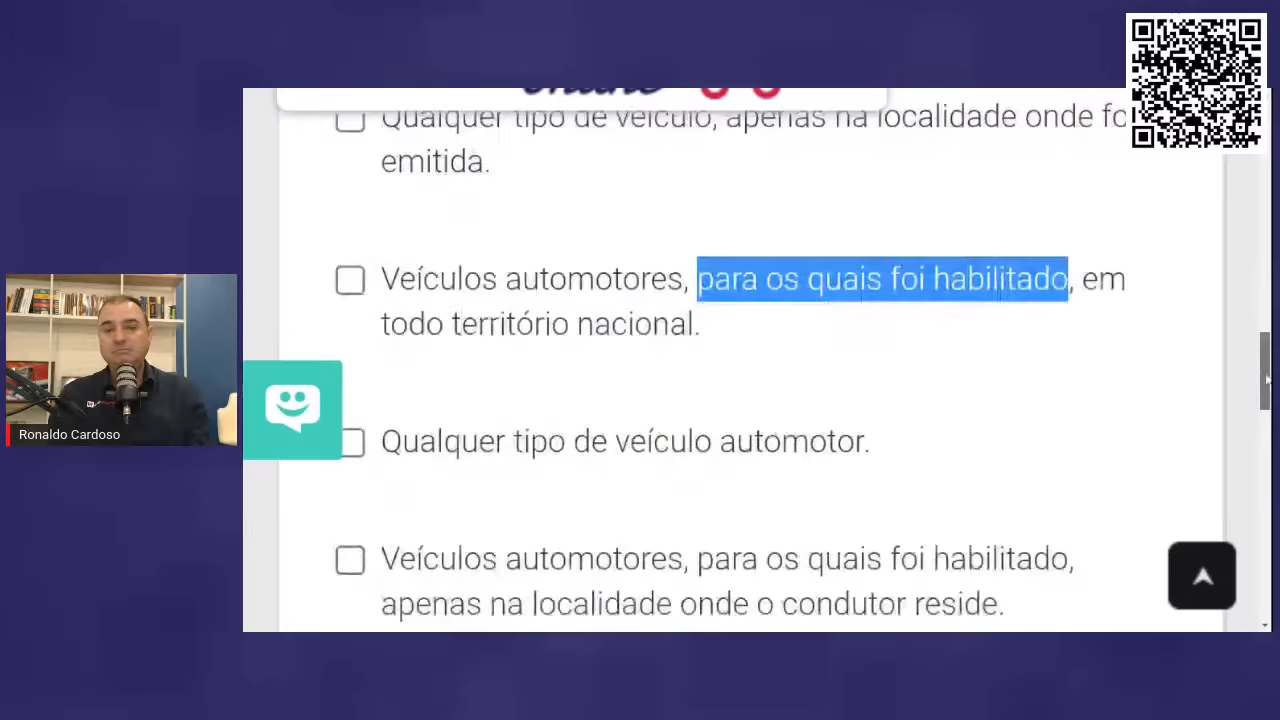 Qualquer tipo de veículo, apenas na localidade onde fo
emitida.
Veículos automotores, para os quais foi habilitado, em
todo território nacional.
Ronaldo Cardoso
Qualquer tipo de veículo automotor.
Veículos automotores, para os quais foi habilitado,
apenas na localidade onde o condutor reside.